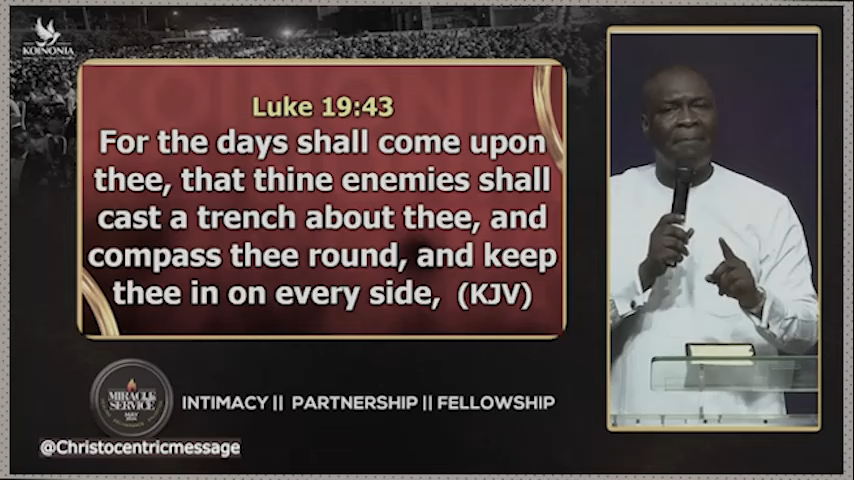 KOINONIA
Luke 19:43
For the days shall come upon
thee, that thine enemies shall
cast a trench about thee, and
compass thee round, and keep
thee in on every side, (KJV)
MIRACLE
SERVICE
MAY
INTIMACY || PARTNERSHIP || FELLOWSHIP
@Christocentricmessage